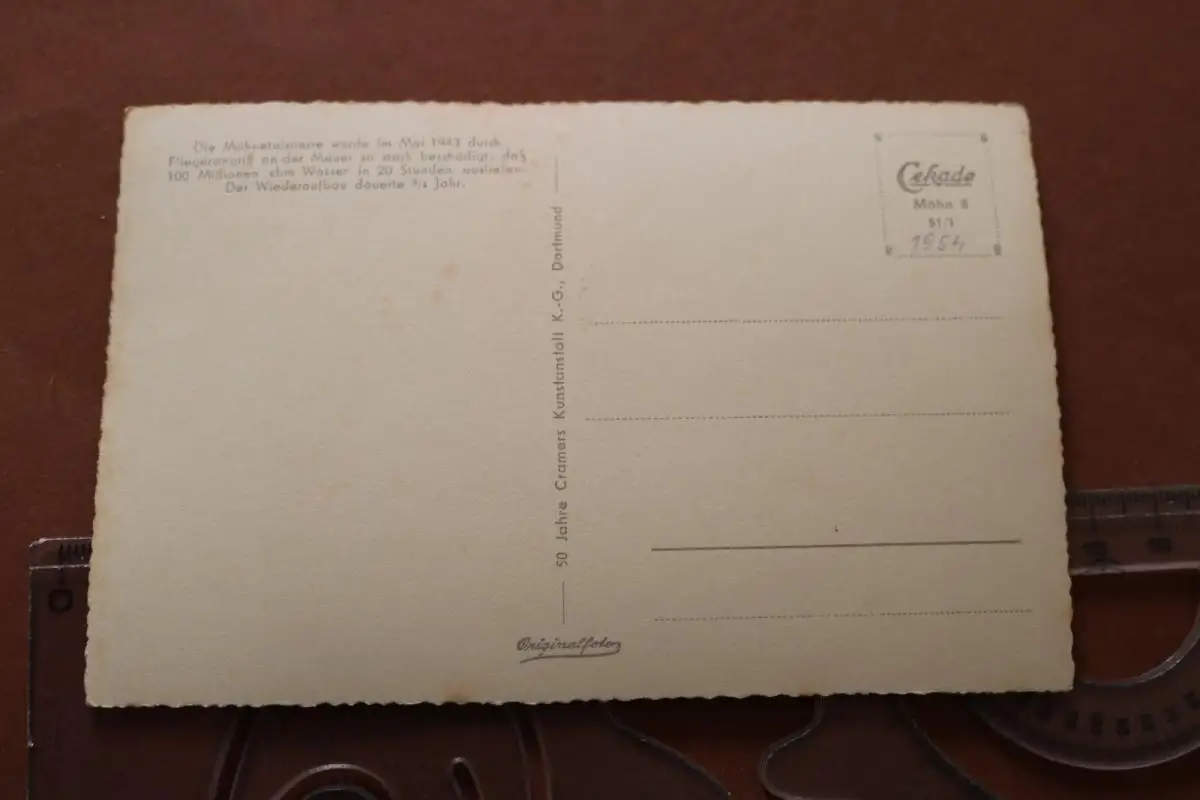 Die Möhnetalsperre wurde im Mai 1943 durch
Fliegerangriff an der Mauer so stark beschädigt, daß
100 Millionen cbm Wasser in 20 Stunden ausliefen.
Der Wiederaufbau dauerte ¾ Jahr.
50 Jahre Cramers Kunstanstalt K.-G., Dortmund
Originalfoto
Cekade
Möhn 8
51/1
1954
0